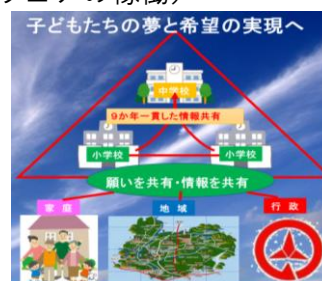 子どもたちの夢と希望の実現へ
中学校
9か年一貫した情報共有
小学校
小学校
願いを共有・情報を共有
家庭
地域
行政